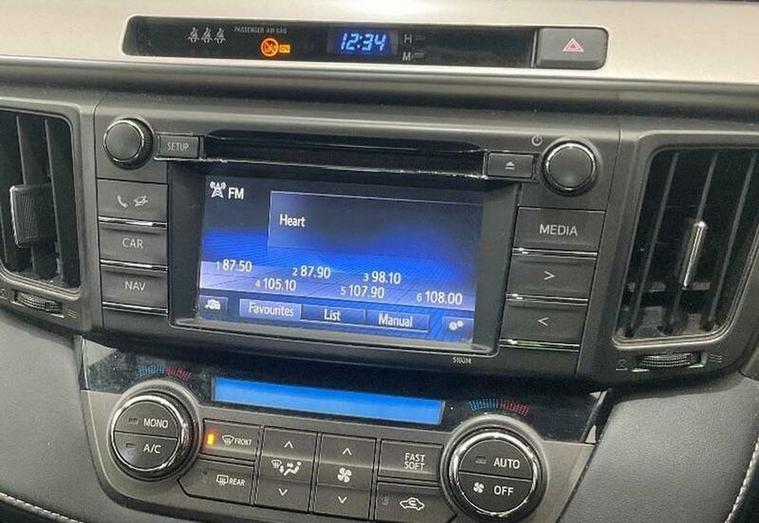 PASSENGER AIR BAG
12:34
H
M
SETUP
FM
Heart
CAR
NAV
MEDIA
>
<
1 87.50 2 87.90 3 98.10
4 105.10 5 107.90 6 108.00
Favourites List Manual
MONO
A/C
FRONT
REAR
FAST
SOFT
AUTO
OFF